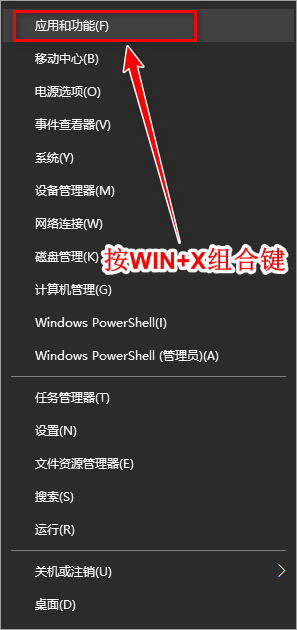 应用和功能(F)
移动中心(B)
电源选项(O)
事件查看器(V)
系统(Y)
设备管理器(M)
网络连接(W)
磁盘管理(K)
按WIN+X组合键
计算机管理(G)
Windows PowerShell(I)
Windows PowerShell (管理员)(A)
任务管理器(T)
设置(N)
文件资源管理器(E)
搜索(S)
运行(R)
关机或注销(U)
桌面(D)